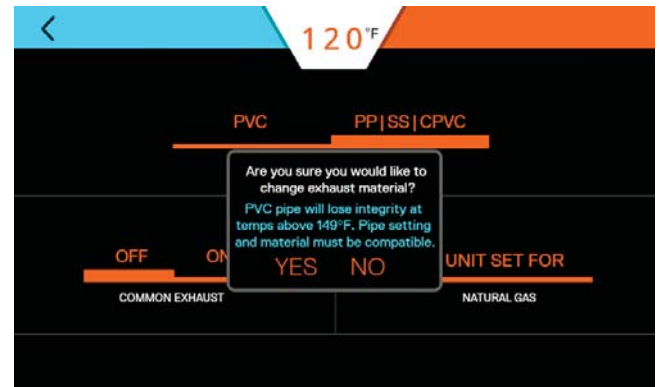 120°F
PVC PP|SS|CPVC
Are you sure you would like to
change exhaust material?
PVC pipe will lose integrity at
temps above 149°F. Pipe setting
and material must be compatible.
YES NO
OFF ON
COMMON EXHAUST
UNIT SET FOR
NATURAL GAS